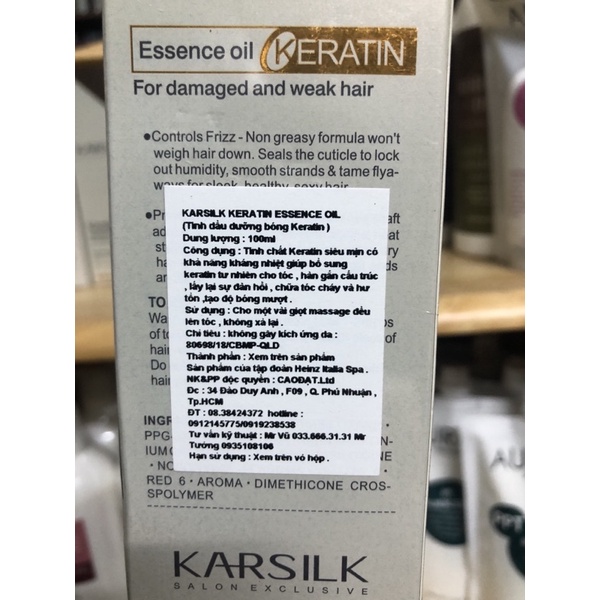 Essence oil KERATIN
For damaged and weak hair
•Controls Frizz - Non greasy formula won't
weigh hair down. Seals the cuticle to lock
out humidity, smooth strands & tame flya-
KARSILK KERATIN ESSENCE OIL
(Tinh dầu dưỡng bóng Keratin )
Dung lượng : 100ml
Công dụng : Tinh chất Keratin siêu mịn có
khả năng kháng nhiệt giúp bổ sung
keratin tư nhiên cho tóc , hàn gắn cấu trúc
, lấy lại sự đàn hồi , chữa tóc cháy và hư
tổn ,tạo độ bóng mượt .
Sử dụng : Cho một vài giọt massage đều
lên tóc , không xả lại .
Chỉ tiêu : không gây kích ứng da :
80698/18/CBMP-QLD
Thành phần : Xem trên sản phẩm
Sản phẩm của tập đoàn Heinz Italia Spa .
NK&PP độc quyền : CAODẠT.Ltd
Đc : 34 Đào Duy Anh , F09 , Q. Phú Nhuận ,
Tp.HCM
ĐT : 08.38424372 hotline :
0912145775/0919238538
Tư vấn kỹ thuật : Mr Vũ 033.666.31.31 Mr
Tường 0935108106
Hạn sử dụng : Xem trên vỏ hộp .
RED 6 · AROMA · DIMETHICONE CROS-
SPOLYMER
KARSILK
SALON EXCLUSIVE